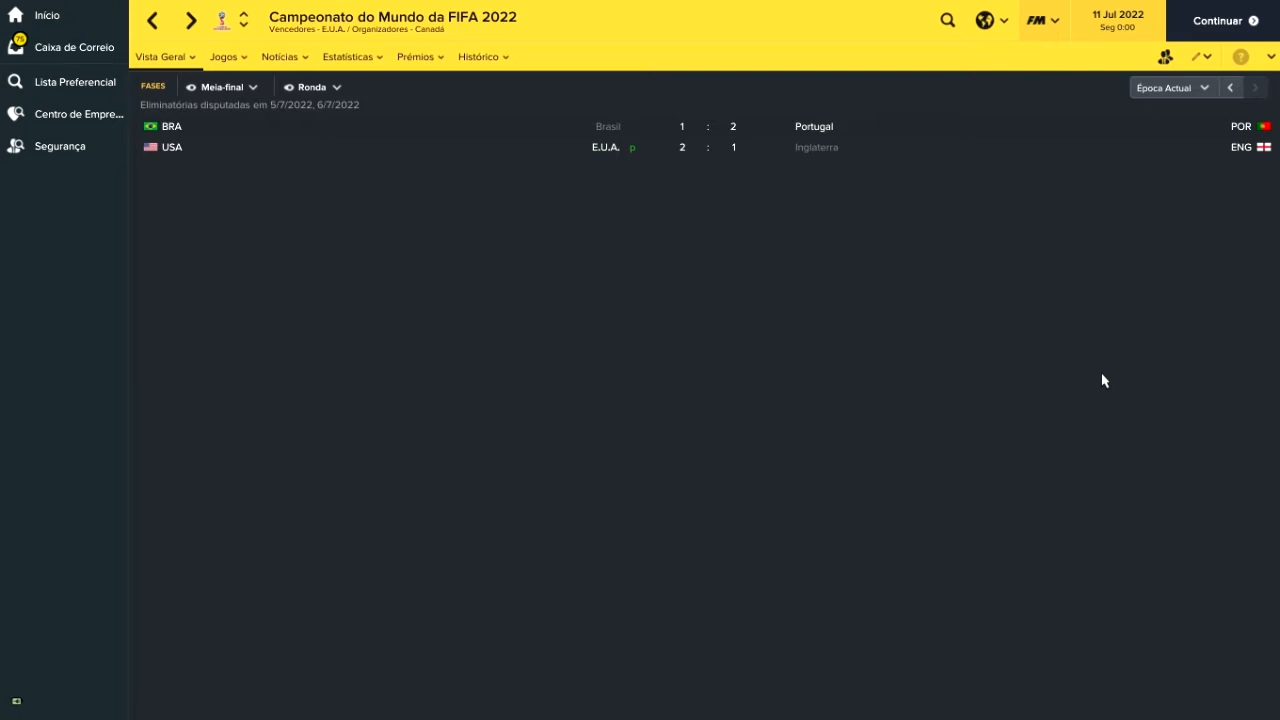 Início
75
Caixa de Correio
Lista Preferencial
Centro de Empre...
Segurança
Campeonato do Mundo da FIFA 2022
Vencedores - E.U.A. / Organizadores - Canadá
FM
11 Jul 2022
Seg 0:00
Continuar
Vista Geral Jogos Notícias Estatísticas Prémios Histórico
?
FASES Meia-final Ronda
Época Actual
Eliminatórias disputadas em 5/7/2022, 6/7/2022
BRA Brasil 1 : 2 Portugal POR
USA E.U.A. p 2 : 1 Inglaterra ENG